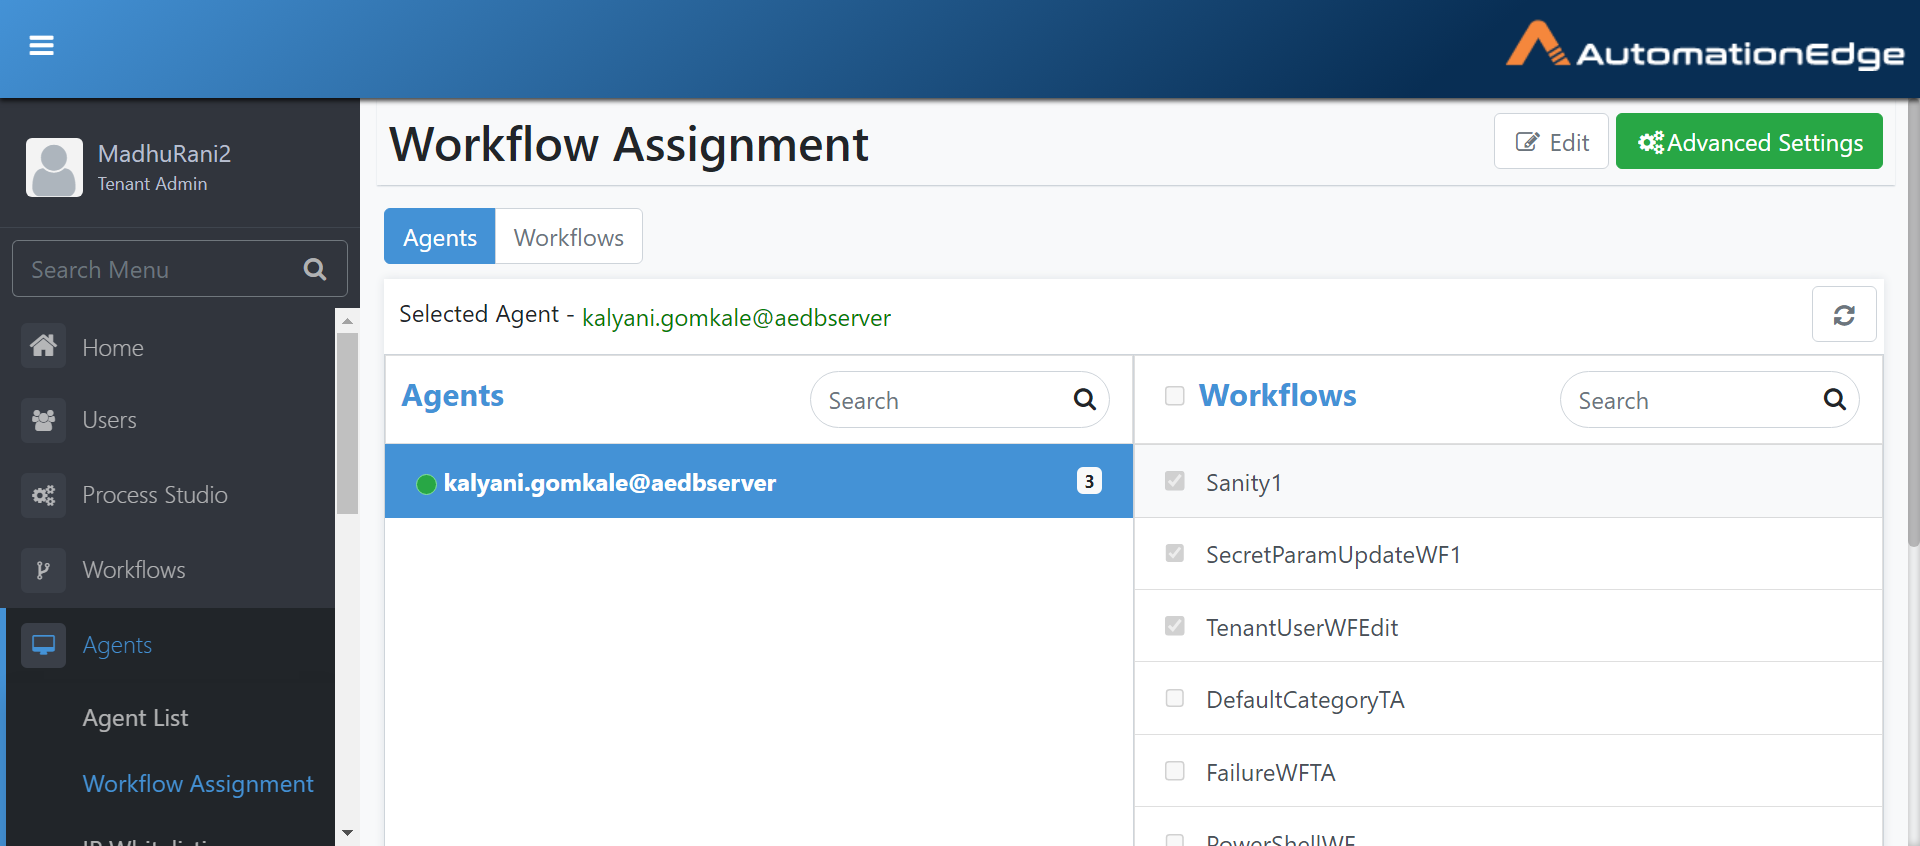 AutomationEdge
MadhuRani2
Tenant Admin
Search Menu
Home
Users
Process Studio
Workflows
Agents
Agent List
Workflow Assignment
Workflow Assignment
Edit
Advanced Settings
Agents
Workflows
Selected Agent - kalyani.gomkale@aedbserver
Agents
Search
kalyani.gomkale@aedbserver
3
Workflows
Search
Sanity1
SecretParamUpdateWF1
TenantUserWFEdit
DefaultCategoryTA
FailureWFTA
PowerShellWF